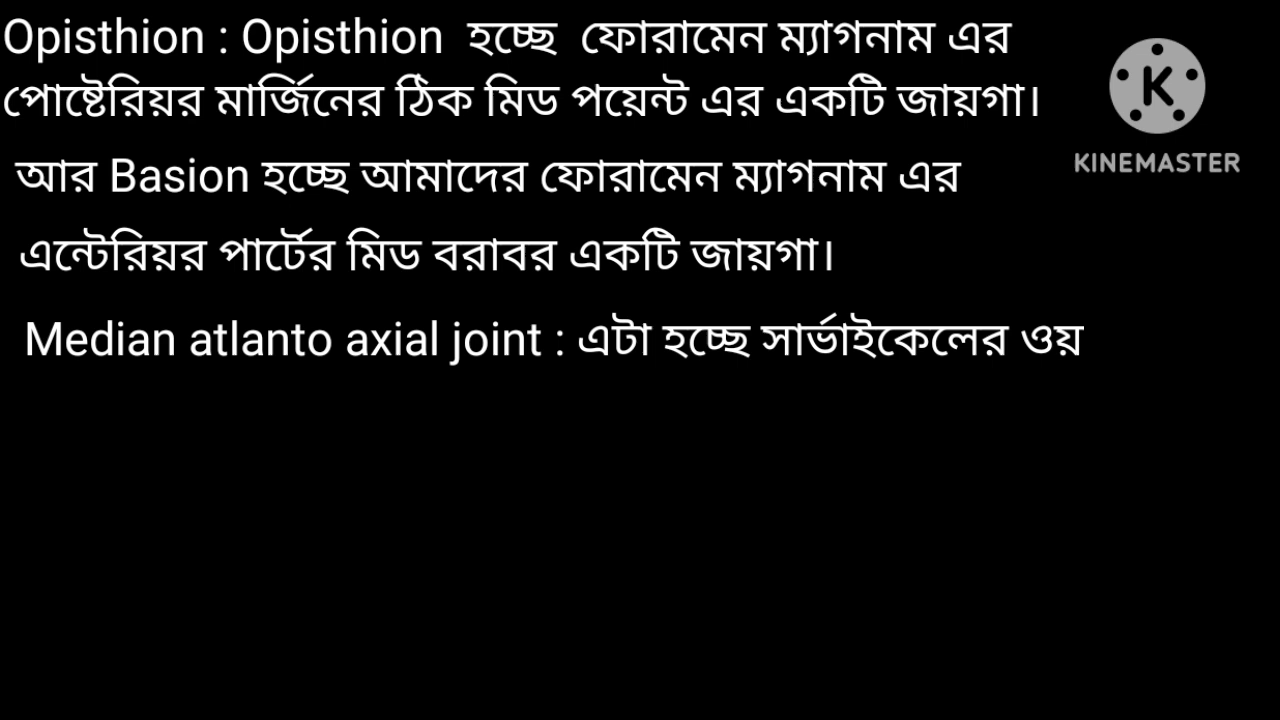 Opisthion : Opisthion হচ্ছে ফোরামেন ম্যাগনাম এর
পোষ্টেরিয়র মার্জিনের ঠিক মিড পয়েন্ট এর একটি জায়গা।
আর Basion হচ্ছে আমাদের ফোরামেন ম্যাগনাম এর
এন্টেরিয়র পার্টের মিড বরাবর একটি জায়গা।
Median atlanto axial joint : এটা হচ্ছে সার্ভাইকেলের ওয়
K
KINEMASTER